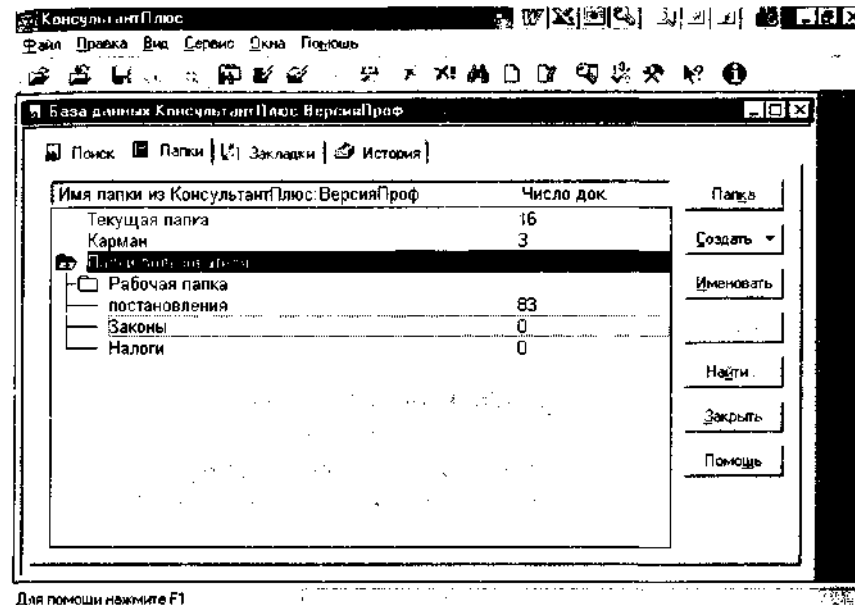 КонсультантПлюс
Файл Правка Вид Сервис Окна Помощь
База данных КонсультантПлюс:ВерсияПроф
Поиск Папки Закладки История
Имя папки из КонсультантПлюс:ВерсияПроф Число док.
Текущая папка 16
Карман 3
Папки пользователя
Рабочая папка
постановления 83
Законы 0
Налоги 0
Папка
Создать
Именовать
Найти...
Закрыть
Помощь
Для помощи нажмите F1